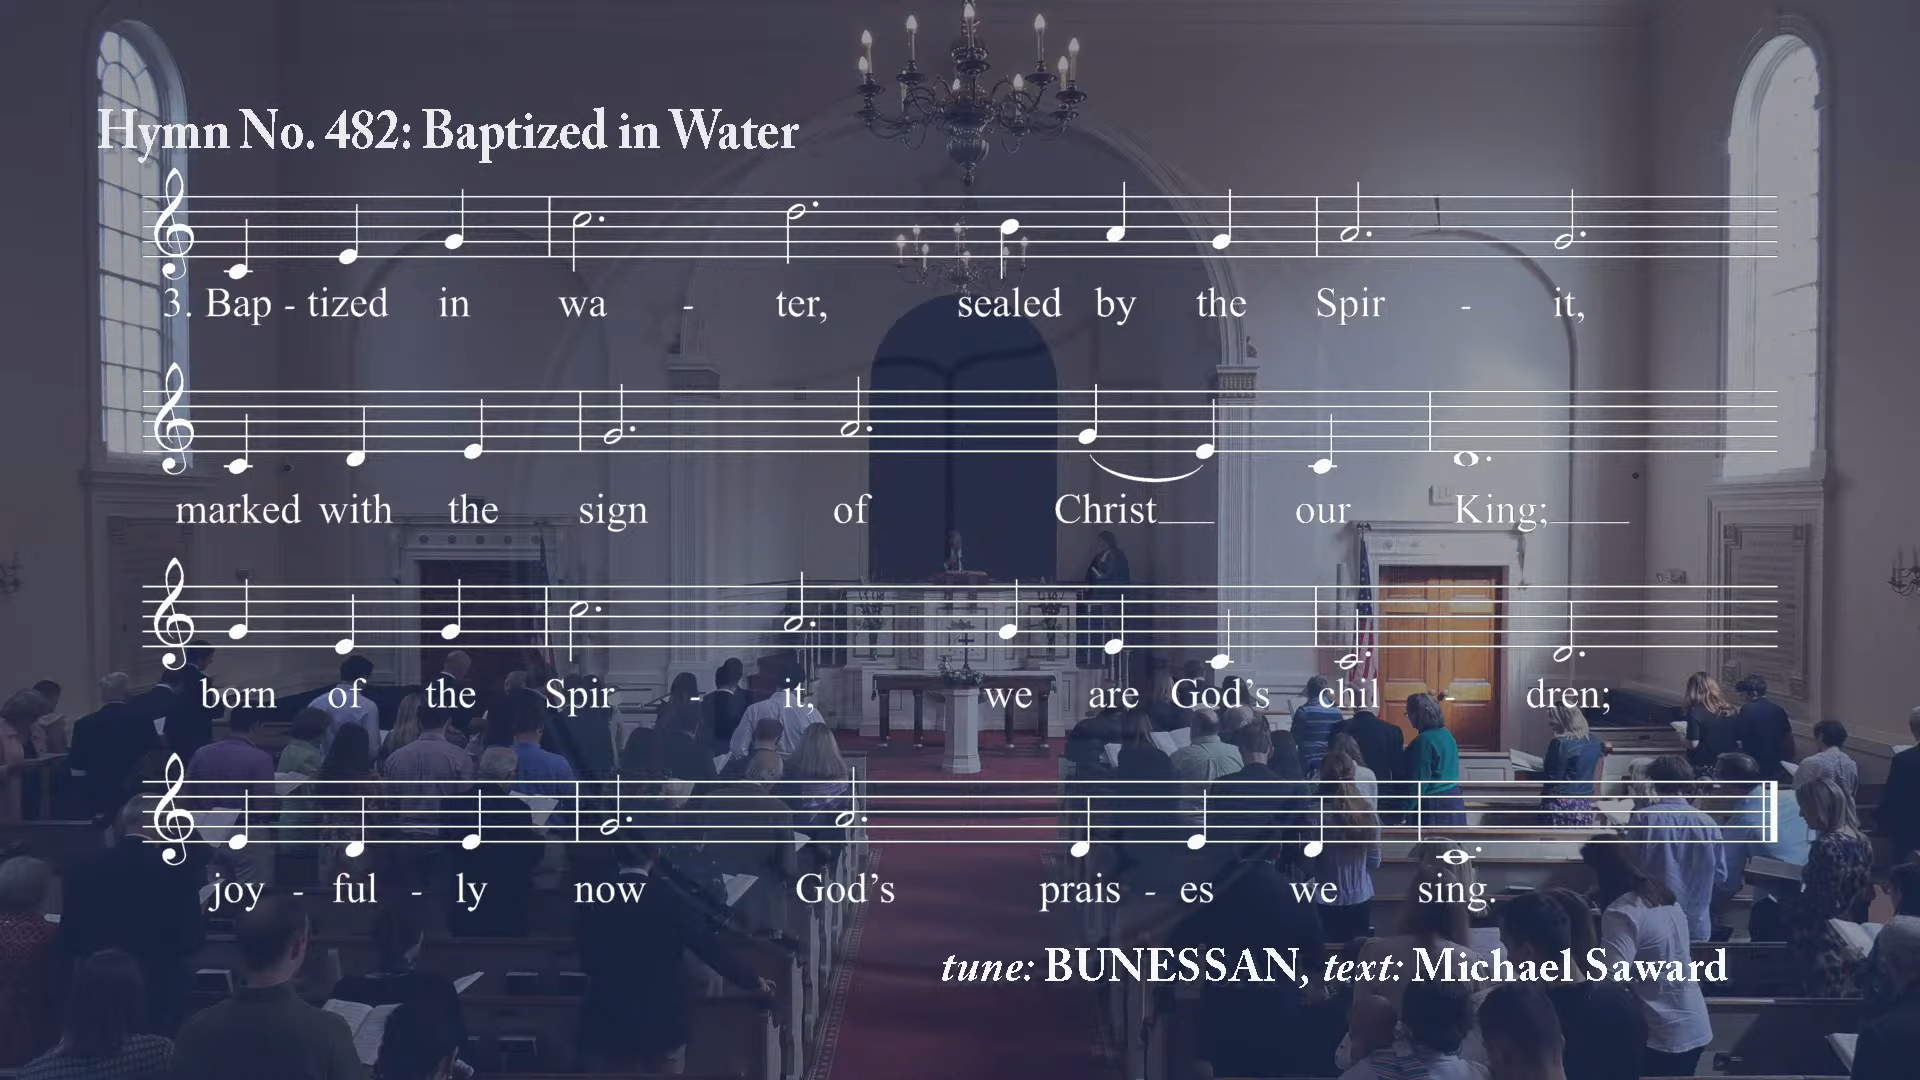 Hymn No. 482: Baptized in Water
3. Bap - tized in wa - ter, sealed by the Spir - it,
marked with the sign of Christ our King;
born of the Spir - it, we are God's chil - dren;
joy - ful - ly now God's prais - es we sing.
tune: BUNESSAN, text: Michael Saward